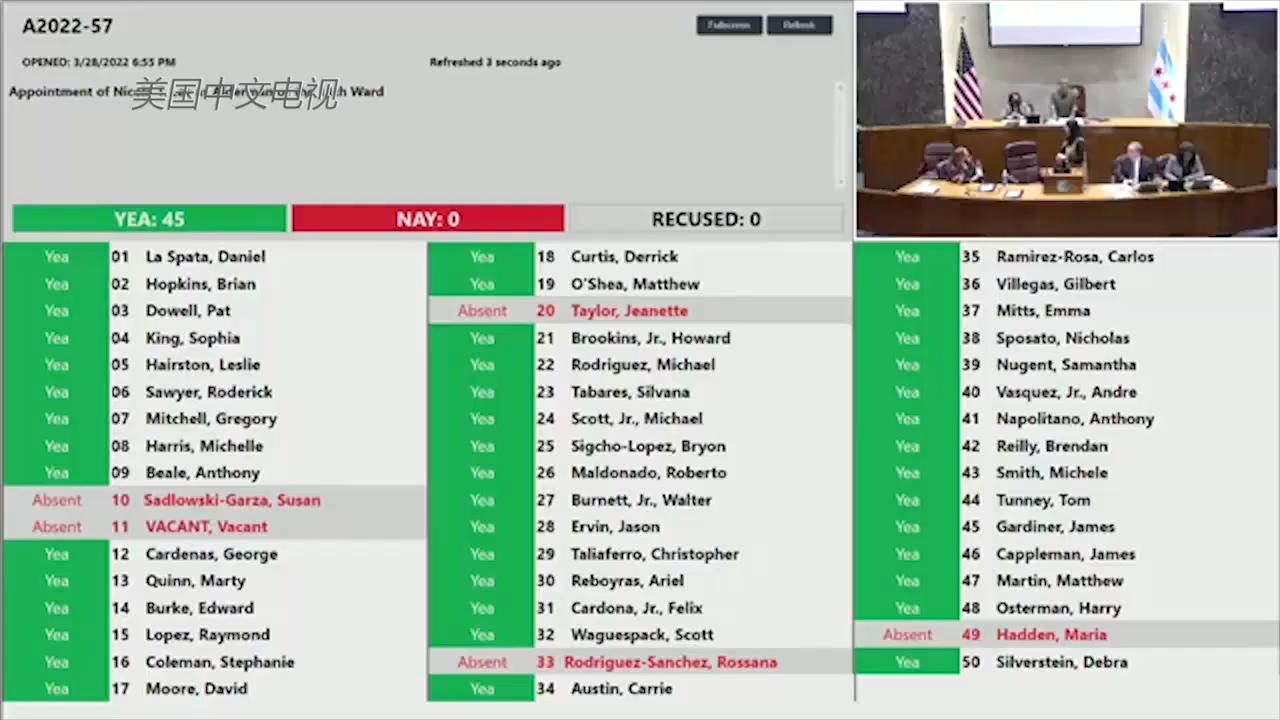 A2022-57
Fullscreen
Refresh
OPENED: 3/28/2022 6:55 PM
Refreshed 3 seconds ago
美国中文电视
Appointment of Ward
YEA: 45
NAY: 0
RECUSED: 0
Yea 01 La Spata, Daniel
Yea 02 Hopkins, Brian
Yea 03 Dowell, Pat
Yea 04 King, Sophia
Yea 05 Hairston, Leslie
Yea 06 Sawyer, Roderick
Yea 07 Mitchell, Gregory
Yea 08 Harris, Michelle
Yea 09 Beale, Anthony
Absent 10 Sadlowski-Garza, Susan
Absent 11 VACANT, Vacant
Yea 12 Cardenas, George
Yea 13 Quinn, Marty
Yea 14 Burke, Edward
Yea 15 Lopez, Raymond
Yea 16 Coleman, Stephanie
Yea 17 Moore, David
Yea 18 Curtis, Derrick
Yea 19 O'Shea, Matthew
Absent 20 Taylor, Jeanette
Yea 21 Brookins, Jr., Howard
Yea 22 Rodriguez, Michael
Yea 23 Tabares, Silvana
Yea 24 Scott, Jr., Michael
Yea 25 Sigcho-Lopez, Bryon
Yea 26 Maldonado, Roberto
Yea 27 Burnett, Jr., Walter
Yea 28 Ervin, Jason
Yea 29 Taliaferro, Christopher
Yea 30 Reboyras, Ariel
Yea 31 Cardona, Jr., Felix
Yea 32 Waguespack, Scott
Absent 33 Rodriguez-Sanchez, Rossana
Yea 34 Austin, Carrie
Yea 35 Ramirez-Rosa, Carlos
Yea 36 Villegas, Gilbert
Yea 37 Mitts, Emma
Yea 38 Sposato, Nicholas
Yea 39 Nugent, Samantha
Yea 40 Vasquez, Jr., Andre
Yea 41 Napolitano, Anthony
Yea 42 Reilly, Brendan
Yea 43 Smith, Michele
Yea 44 Tunney, Tom
Yea 45 Gardiner, James
Yea 46 Cappleman, James
Yea 47 Martin, Matthew
Yea 48 Osterman, Harry
Absent 49 Hadden, Maria
Yea 50 Silverstein, Debra